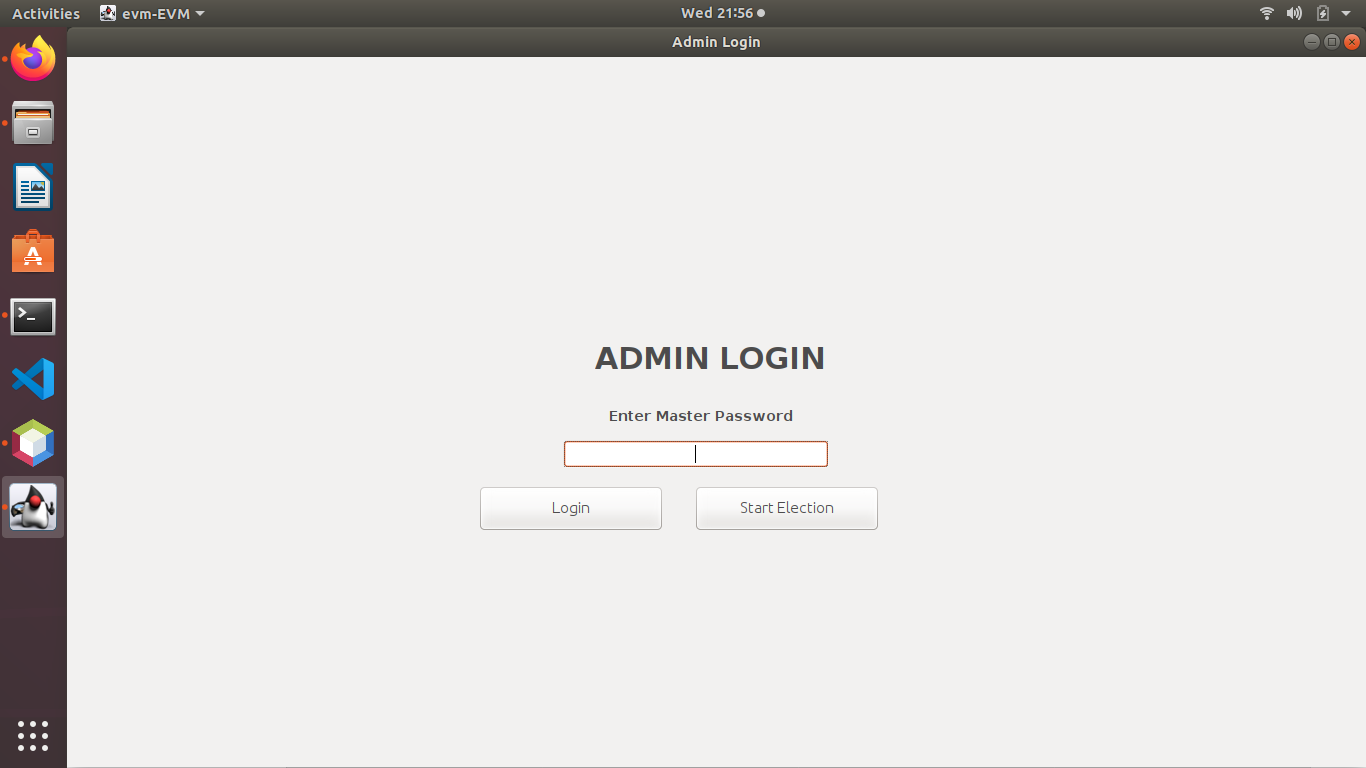 Activities evm-EVM Wed 21:56
Admin Login
ADMIN LOGIN
Enter Master Password
Login Start Election